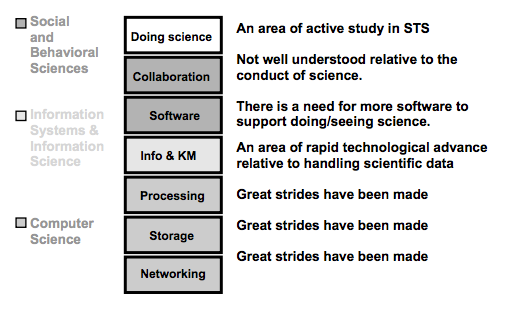 Social
and
Behavioral
Sciences
Information
Systems &
Information
Science
Computer
Science
Doing science
An area of active study in STS
Collaboration
Not well understood relative to the
conduct of science.
Software
There is a need for more software to
support doing/seeing science.
Info & KM
An area of rapid technological advance
relative to handling scientific data
Processing
Great strides have been made
Storage
Great strides have been made
Networking
Great strides have been made